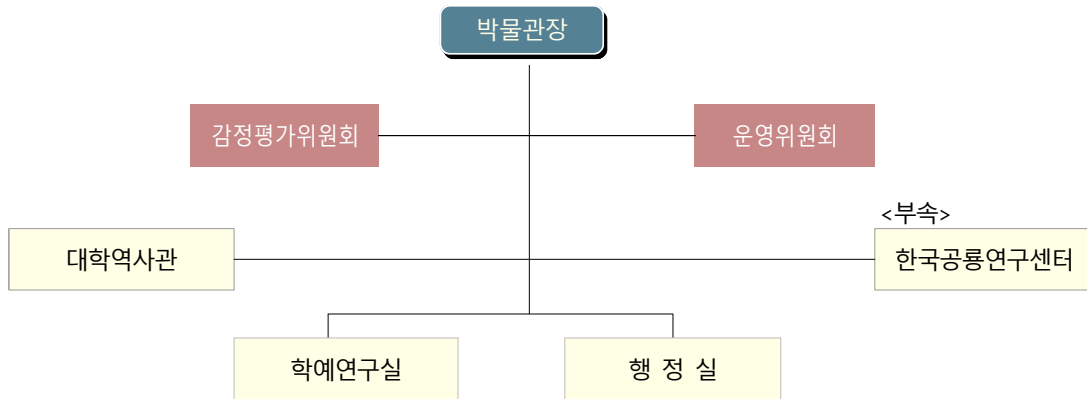 박물관장
감정평가위원회
운영위원회
<부속>
대학역사관
한국공룡연구센터
학예연구실
행 정 실